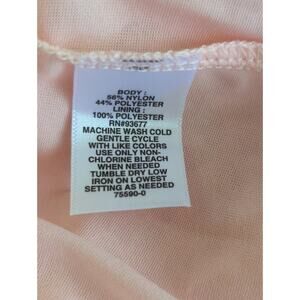 BODY :
56% NYLON
44% POLYESTER
LINING :
100% POLYESTER
RN#93677
MACHINE WASH COLD
GENTLE CYCLE
WITH LIKE COLORS
USE ONLY NON-
CHLORINE BLEACH
WHEN NEEDED
TUMBLE DRY LOW
IRON ON LOWEST
SETTING AS NEEDED
75590-0